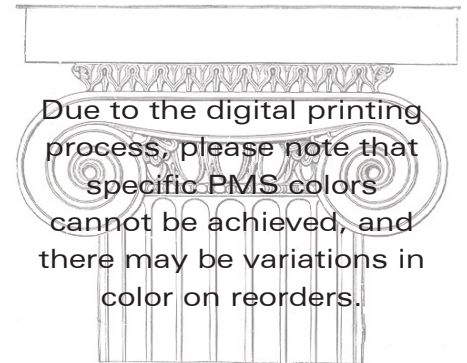 Due to the digital printing
process, please note that
specific PMS colors
cannot be achieved, and
there may be variations in
color on reorders.